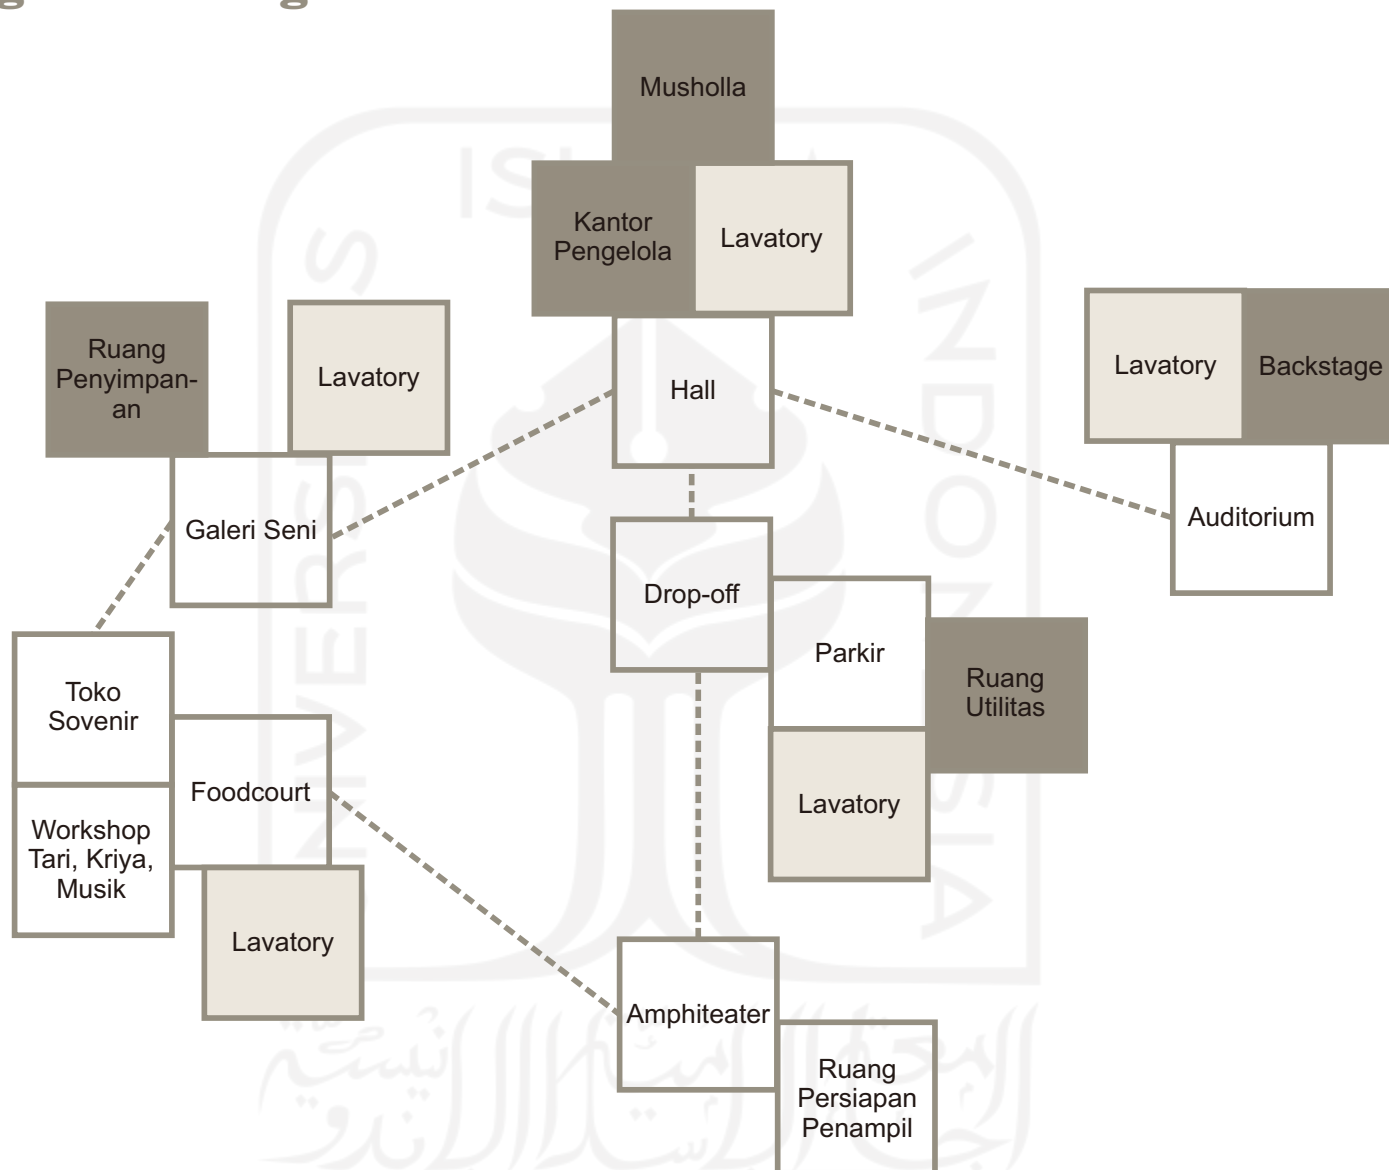 Musholla
Kantor
Pengelola
Lavatory
Ruang
Penyimpan-
an
Lavatory
Hall
Lavatory
Backstage
Galeri Seni
Auditorium
Drop-off
Parkir
Ruang
Utilitas
Toko
Sovenir
Foodcourt
Lavatory
Workshop
Tari, Kriya,
Musik
Lavatory
Amphiteater
Ruang
Persiapan
Penampil